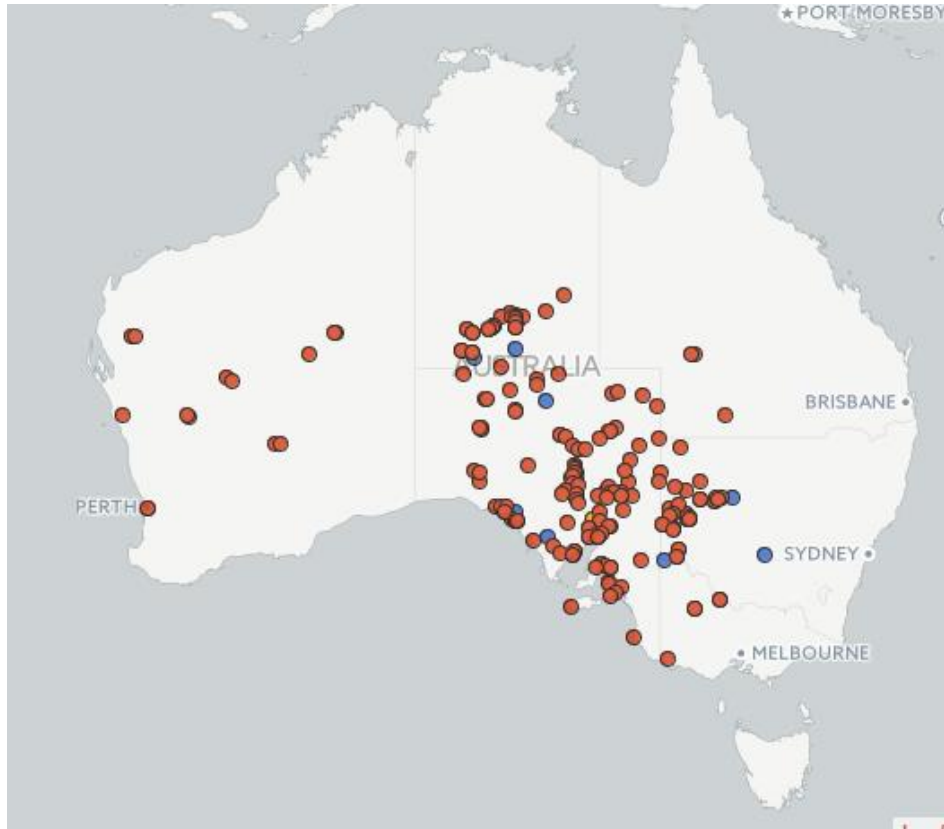 ★ PORT MORESBY
AUSTRALIA
BRISBANE
PERTH
SYDNEY
MELBOURNE